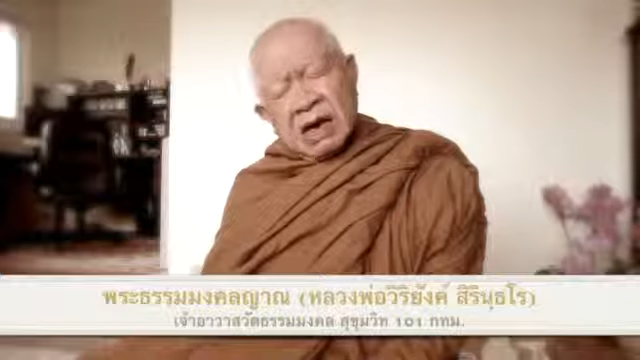 พระธรรมมงคลญาณ (หลวงพ่อวิริยังค์ สิรินฺธโร)
เจ้าอาวาสวัดธรรมมงคล สุขุมวิท 101 กทม.